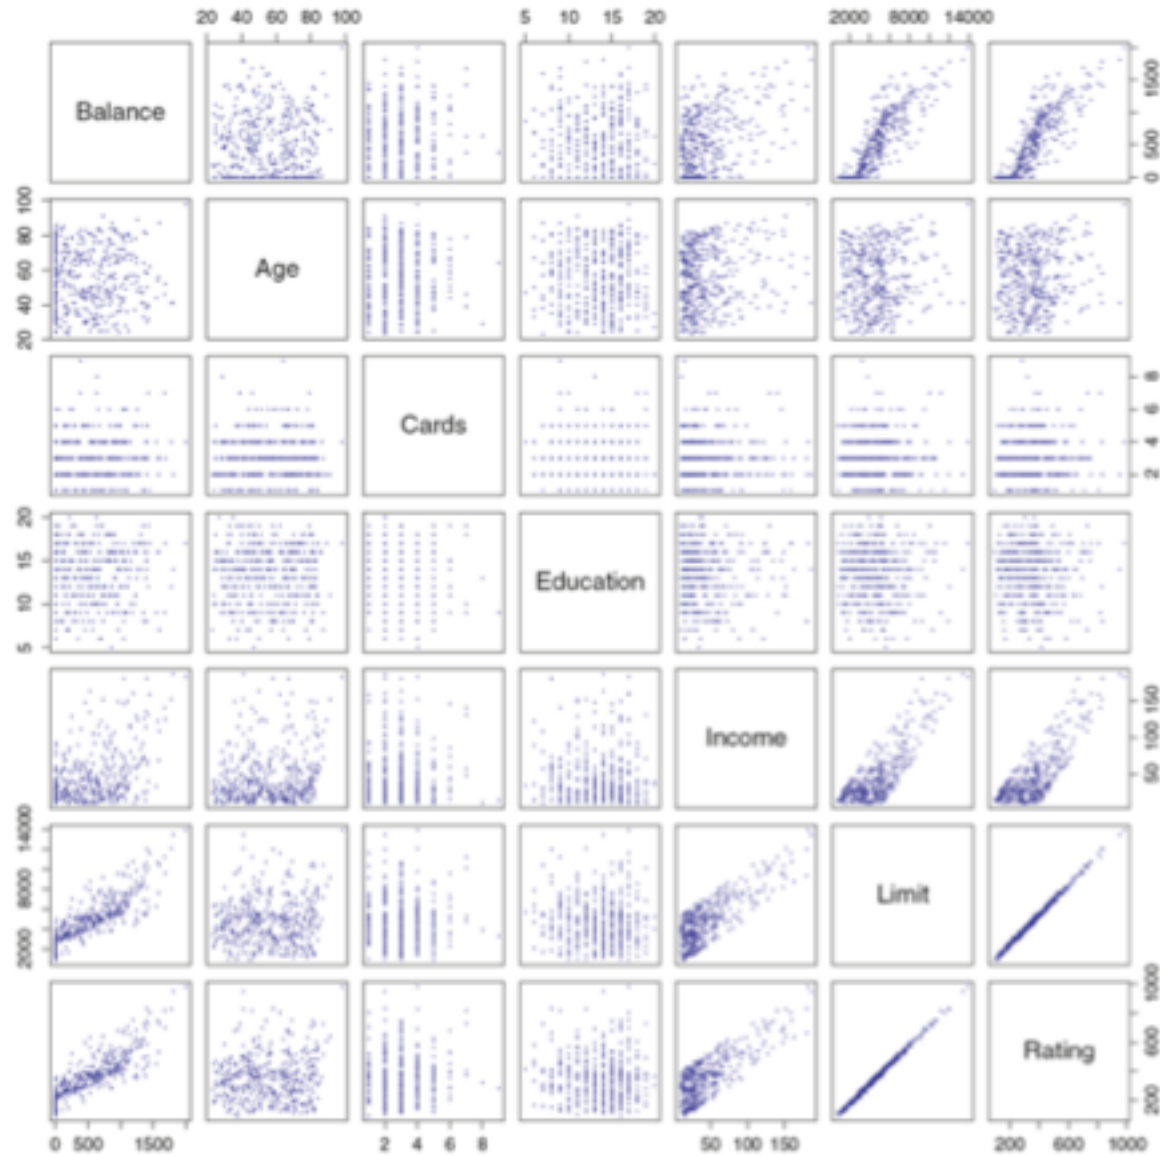 20 40 60 80 100 5 10 15 20 2000 8000 14000
Balance
0 500 1500
20 40 60 80 100
Age
Cards
2 4 6 8
5 10 15 20
Education
Income
50 100 150
2000 8000 14000
Limit
Rating
200 600 1000
0 500 1500 2 4 6 8 50 100 150 200 600 1000